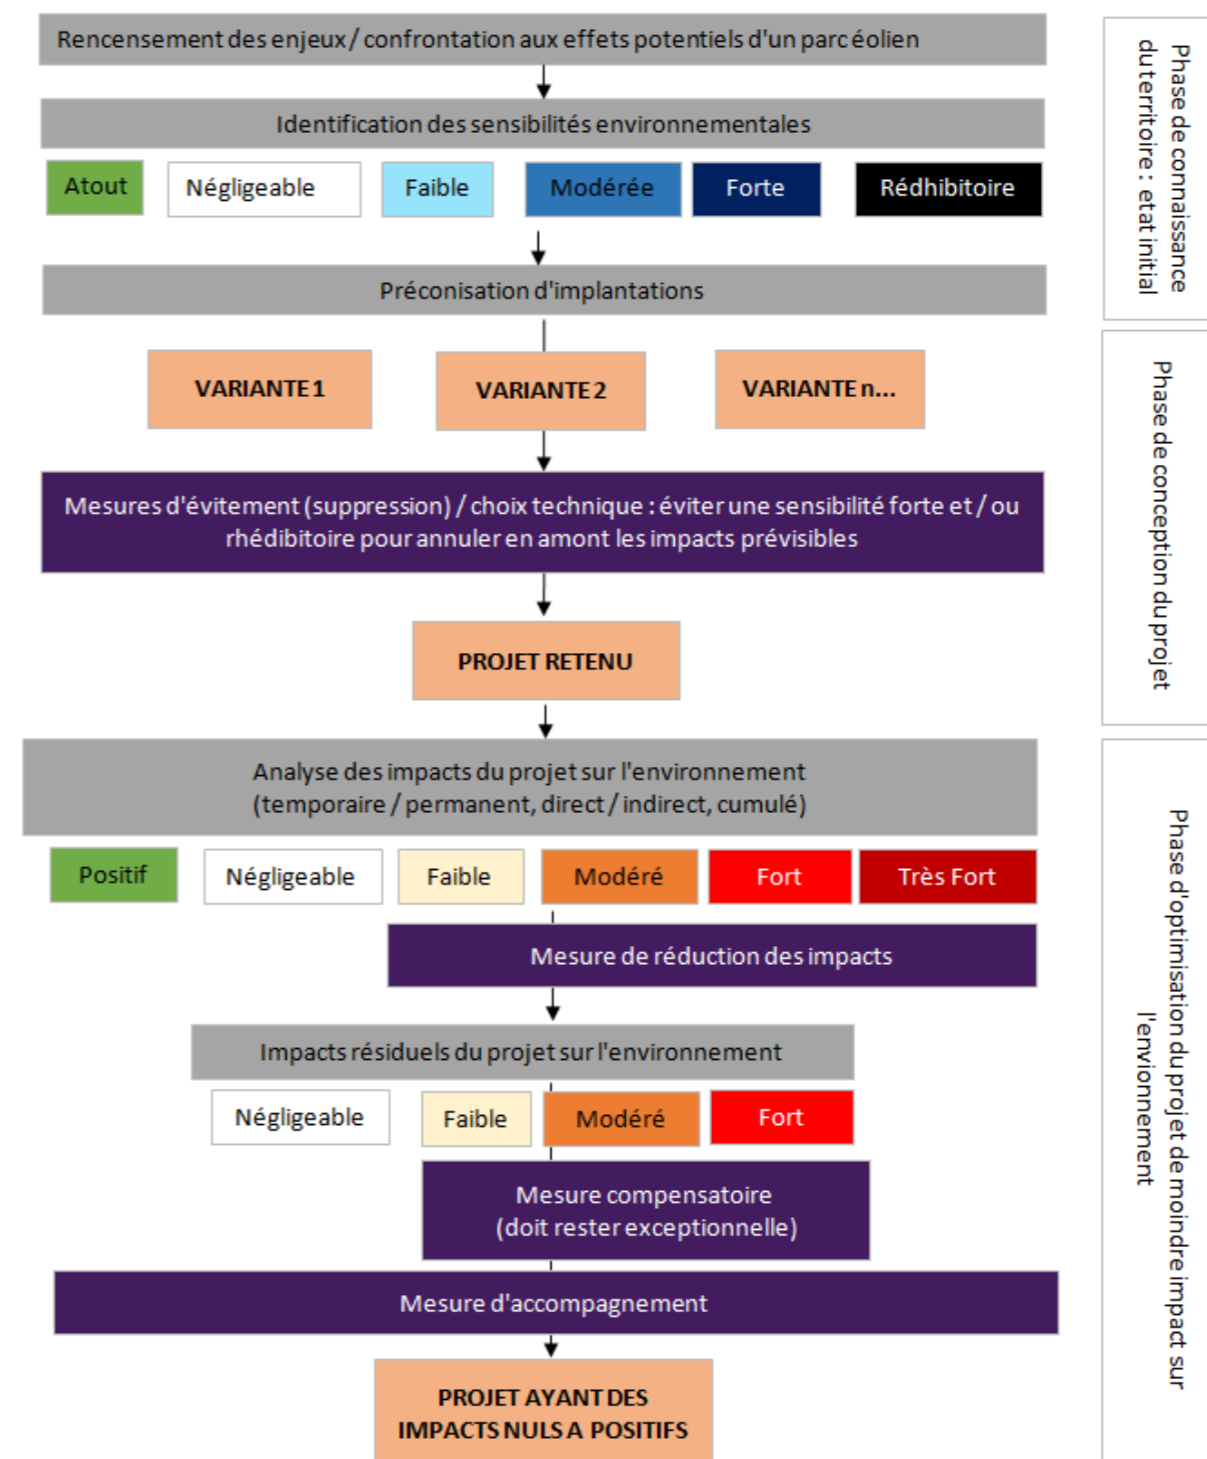 Rencensement des enjeux / confrontation aux effets potentiels d'un parc éolien
Identification des sensibilités environnementales
Atout
Négligeable
Faible
Modérée
Forte
Rédhibitoire
Préconisation d'implantations
Phase de connaissance
du territoire : etat initial
VARIANTE 1
VARIANTE 2
VARIANTE n...
Mesures d'évitement (suppression) / choix technique : éviter une sensibilité forte et / ou
rhédibitoire pour annuler en amont les impacts prévisibles
PROJET RETENU
Phase de conception du projet
Analyse des impacts du projet sur l'environnement
(temporaire / permanent, direct / indirect, cumulé)
Positif
Négligeable
Faible
Modéré
Fort
Très Fort
Mesure de réduction des impacts
Impacts résiduels du projet sur l'environnement
Négligeable
Faible
Modéré
Fort
Mesure compensatoire
(doit rester exceptionnelle)
Mesure d'accompagnement
PROJET AYANT DES
IMPACTS NULS A POSITIFS
Phase d'optimisation du projet de moindre impact sur
l'envionnement